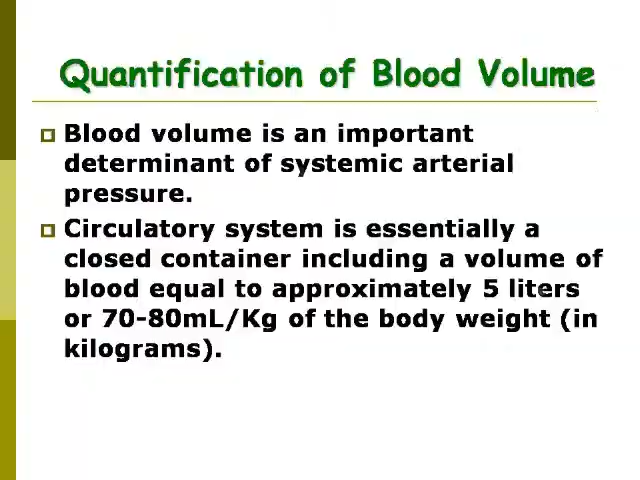 Quantification of Blood Volume
Blood volume is an important
determinant of systemic arterial
pressure.
Circulatory system is essentially a
closed container including a volume of
blood equal to approximately 5 liters
or 70-80mL/Kg of the body weight (in
kilograms).